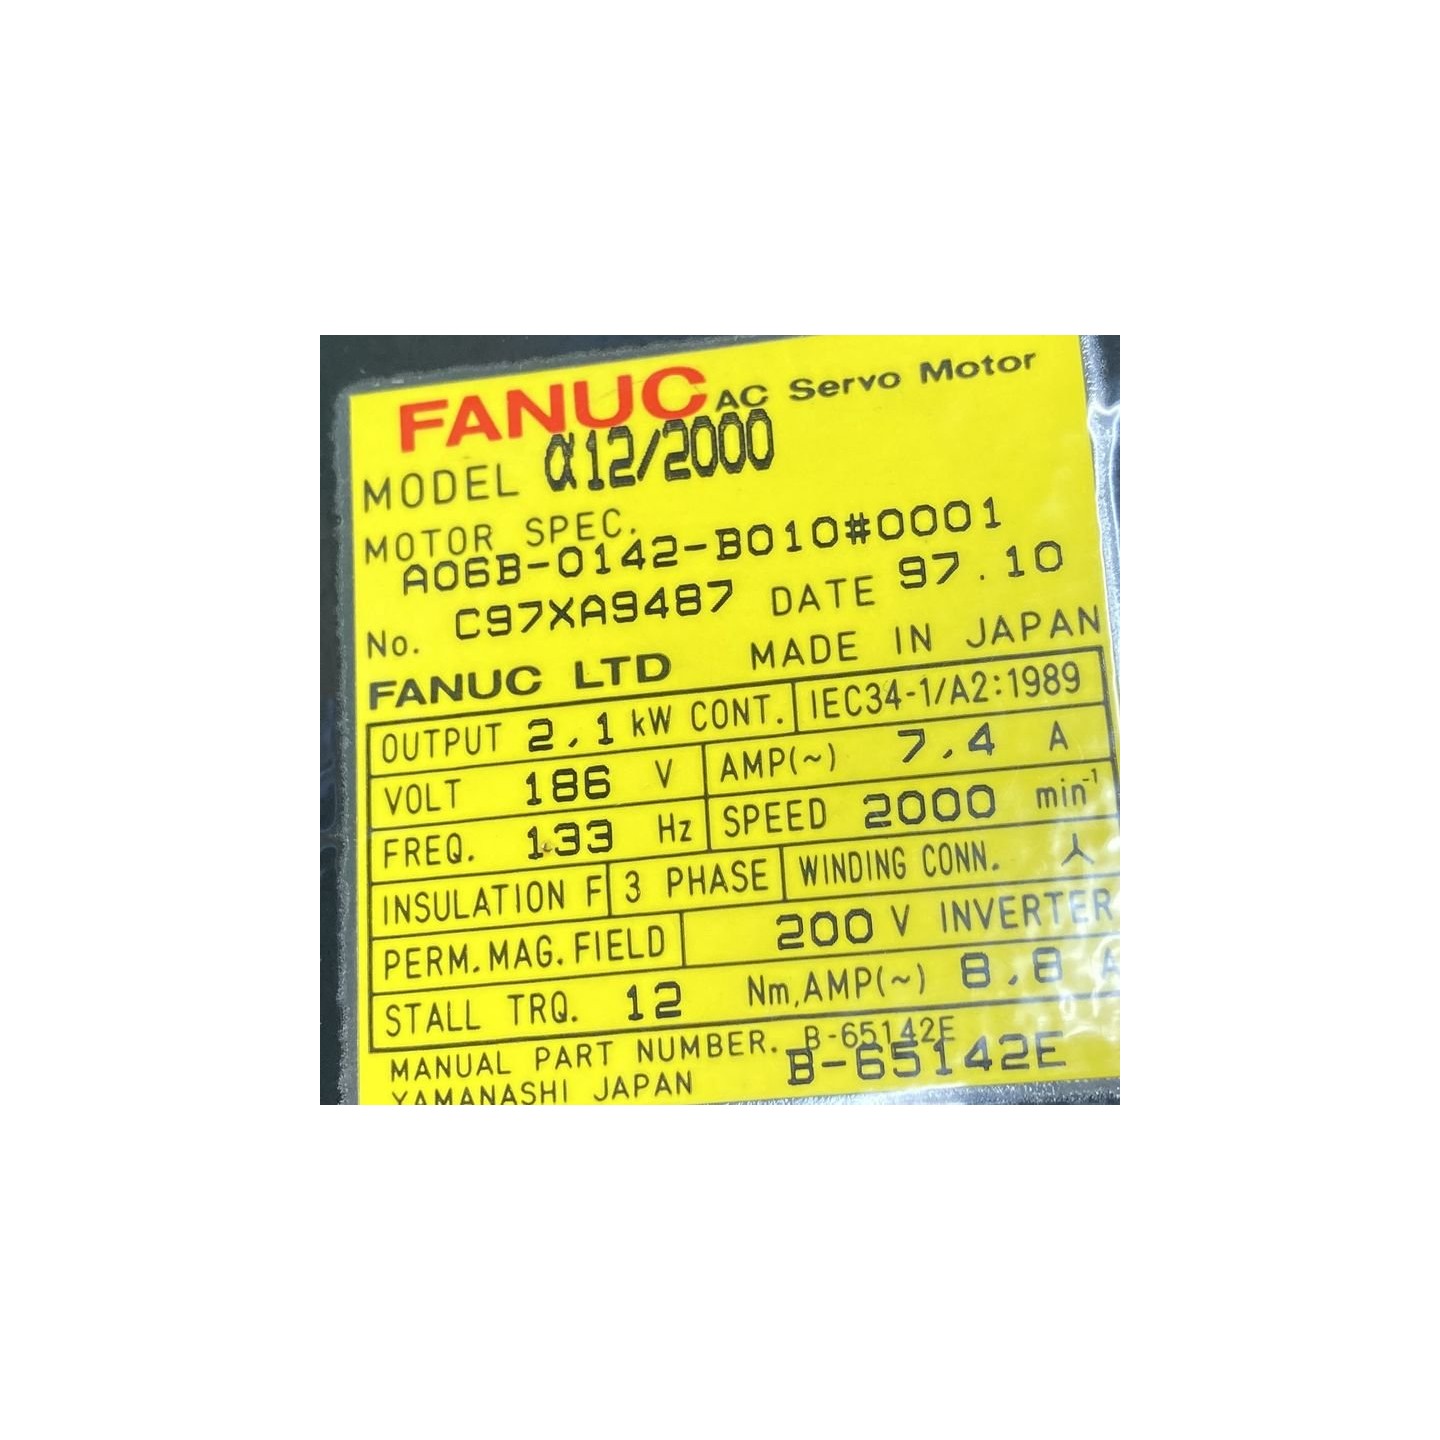 FANUC AC Servo Motor
MODEL α12/2000
MOTOR SPEC.
A06B-0142-B010#0001
No. C97XA9487 DATE 97.10
FANUC LTD MADE IN JAPAN
OUTPUT 2.1 kW CONT. IEC34-1/A2:1989
VOLT 186 V AMP(~) 7.4 A
FREQ. 133 Hz SPEED 2000 min⁻¹
INSULATION F 3 PHASE WINDING CONN.
PERM.MAG.FIELD 200 V INVERTER
STALL TRQ. 12 Nm,AMP(~) 8.8 A
MANUAL PART NUMBER. B-65142E
B-65142E
YAMANASHI JAPAN